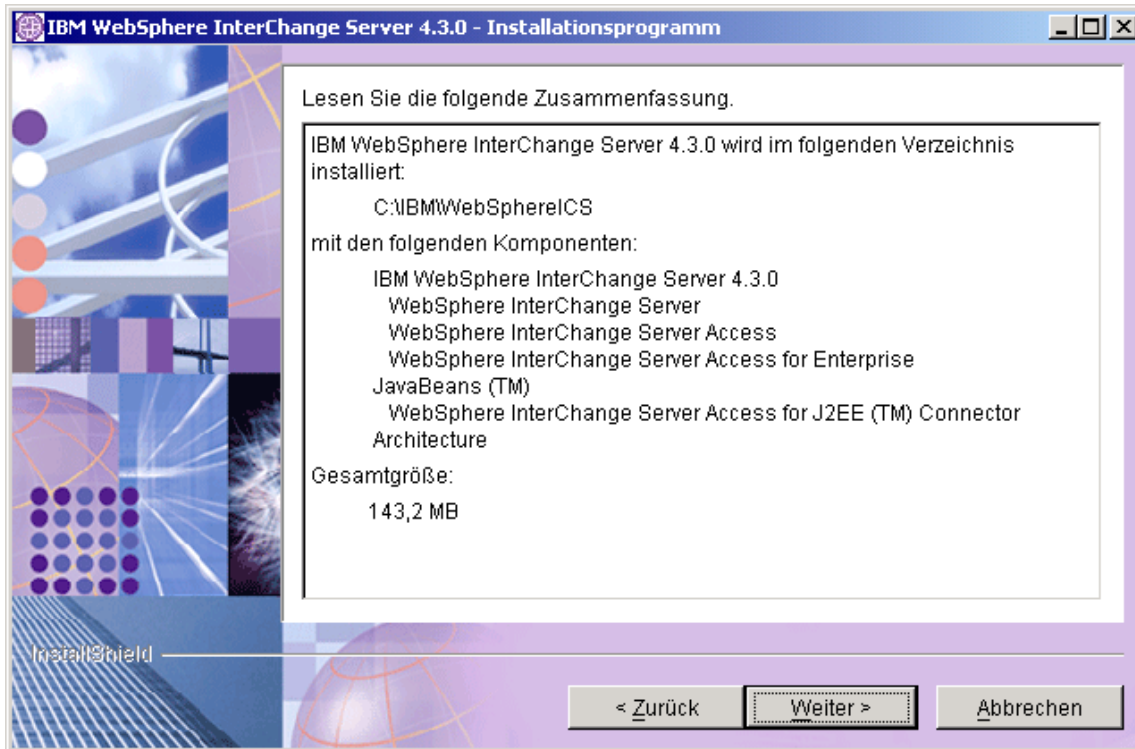 IBM WebSphere InterChange Server 4.3.0 - Installationsprogramm
Lesen Sie die folgende Zusammenfassung.
IBM WebSphere InterChange Server 4.3.0 wird im folgenden Verzeichnis
installiert:
C:\IBM\WebSphereICS
mit den folgenden Komponenten:
IBM WebSphere InterChange Server 4.3.0
WebSphere InterChange Server
WebSphere InterChange Server Access
WebSphere InterChange Server Access for Enterprise
JavaBeans (TM)
WebSphere InterChange Server Access for J2EE (TM) Connector
Architecture
Gesamtgröße:
143,2 MB
InstallShield
< Zurück
Weiter >
Abbrechen